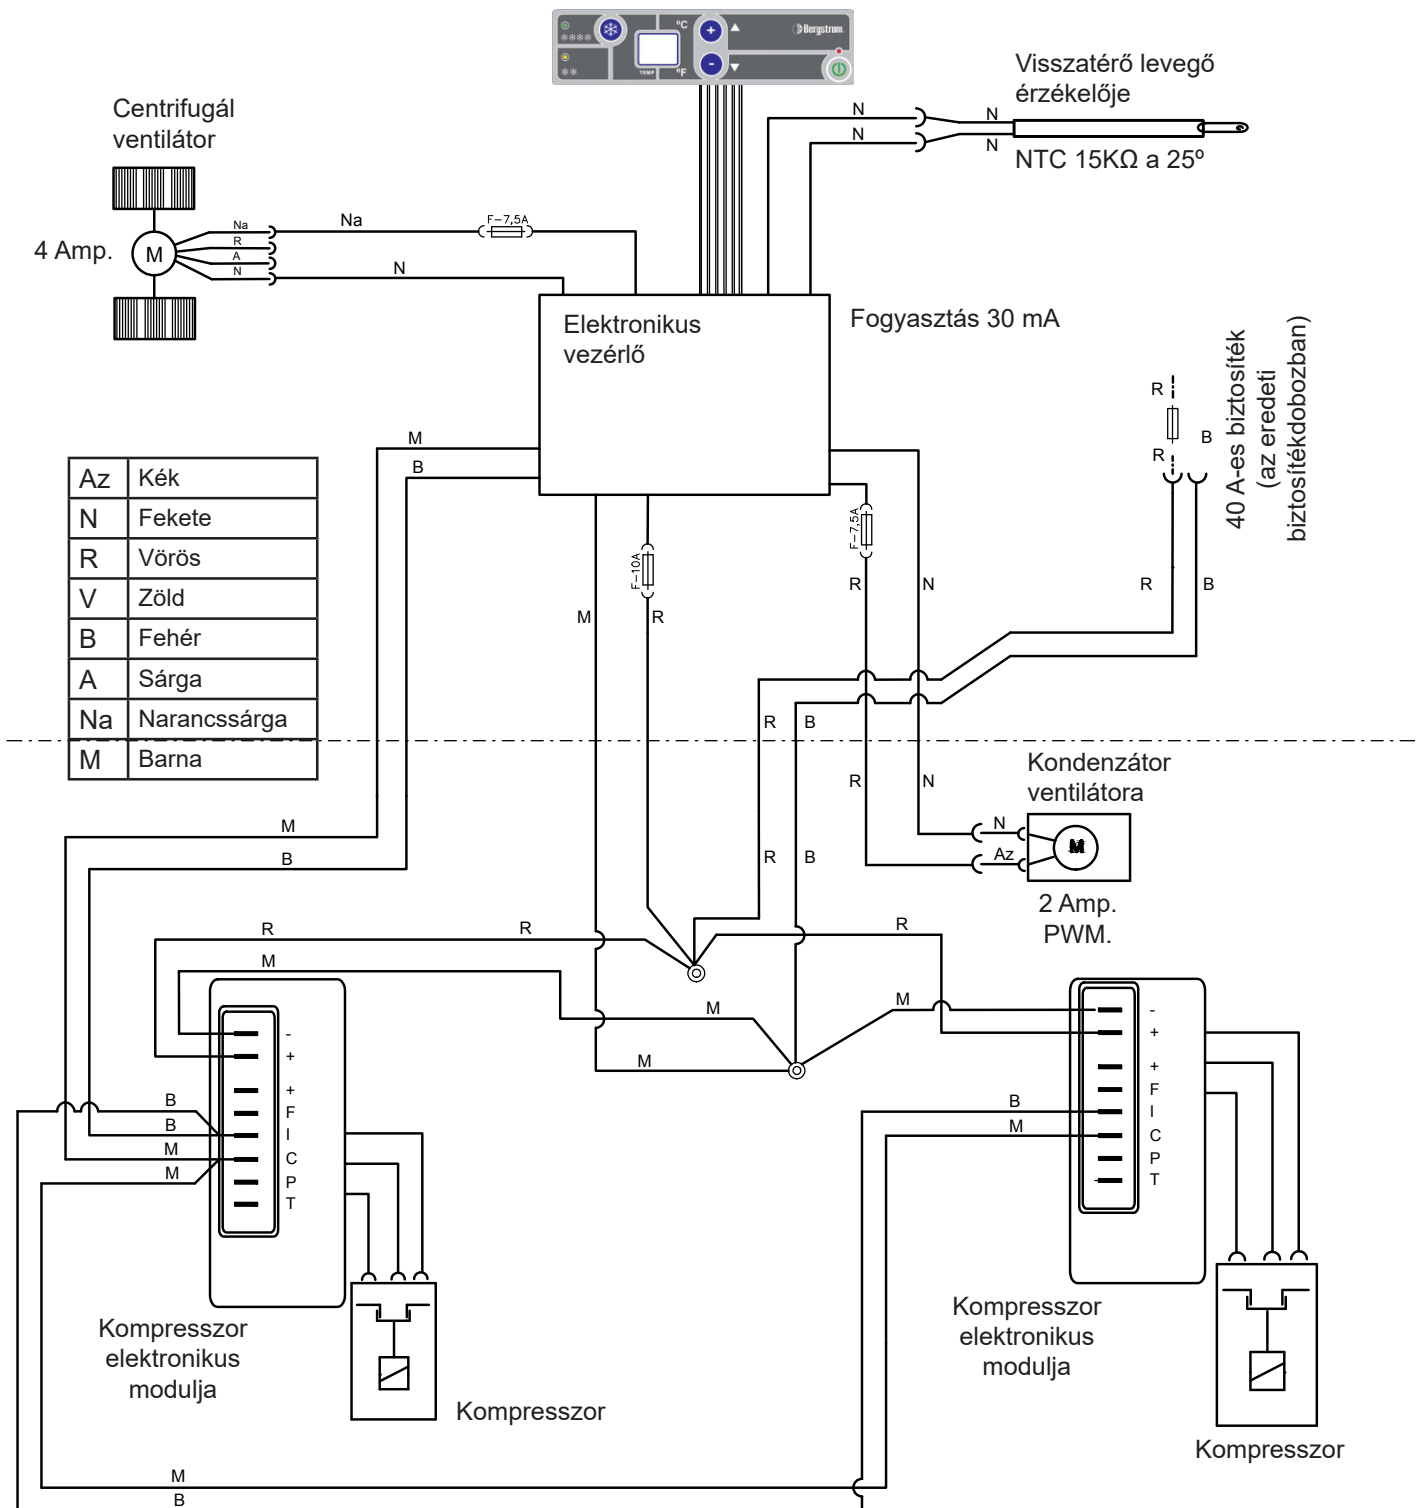 °C
Bergstrom
TEMP
°F
Visszatérő levegő
érzékelője
N
N
N
N
NTC 15KΩ a 25º
Centrifugál
ventilátor
4 Amp.
M
Na
R
A
N
Na
F-7,5A
N
Elektronikus
vezérlő
Fogyasztás 30 mA
40 A-es biztosíték
(az eredeti
biztosítékdobozban)
R
R
B
R
B
M
B
Az Kék
N Fekete
R Vörös
V Zöld
B Fehér
A Sárga
Na Narancssárga
M Barna
F-10A
F-7,5A
M
R
R
N
R
B
R
N
Kondenzátor
ventilátora
N
Az
M
2 Amp.
PWM.
M
B
R
B
R
R
R
M
M
M
M
-
+
+
F
I
C
P
T
B
B
M
M
-
+
+
F
I
C
P
T
B
M
Kompresszor
elektronikus
modulja
Kompresszor
Kompresszor
elektronikus
modulja
Kompresszor
M
B